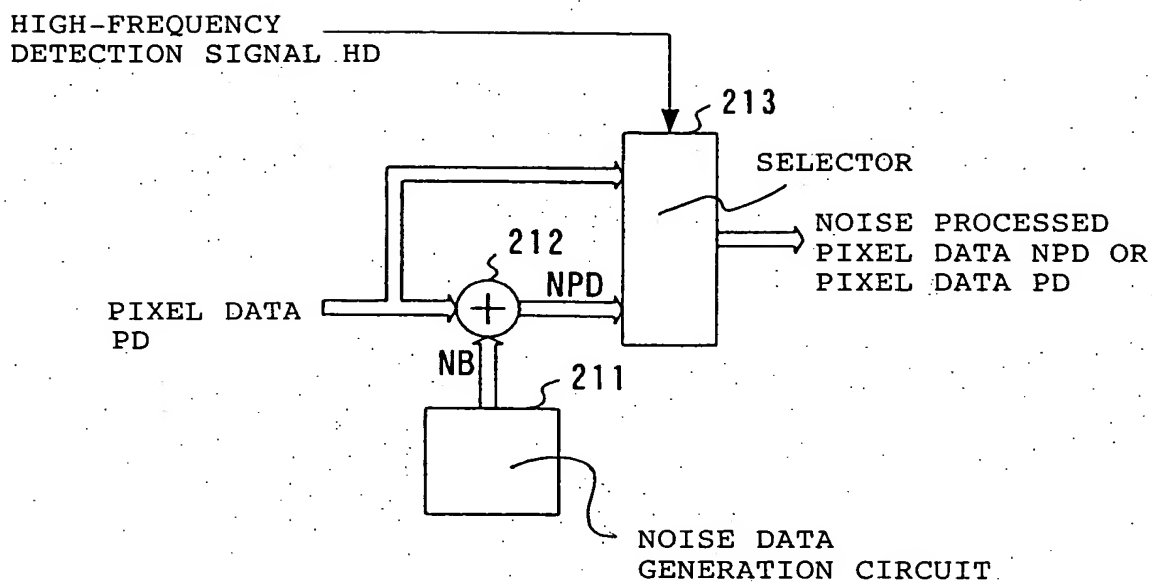 HIGH-FREQUENCY
DETECTION SIGNAL HD
213
SELECTOR
NOISE PROCESSED
PIXEL DATA NPD OR
PIXEL DATA PD
212
+
NPD
PIXEL DATA
PD
NB
211
NOISE DATA
GENERATION CIRCUIT